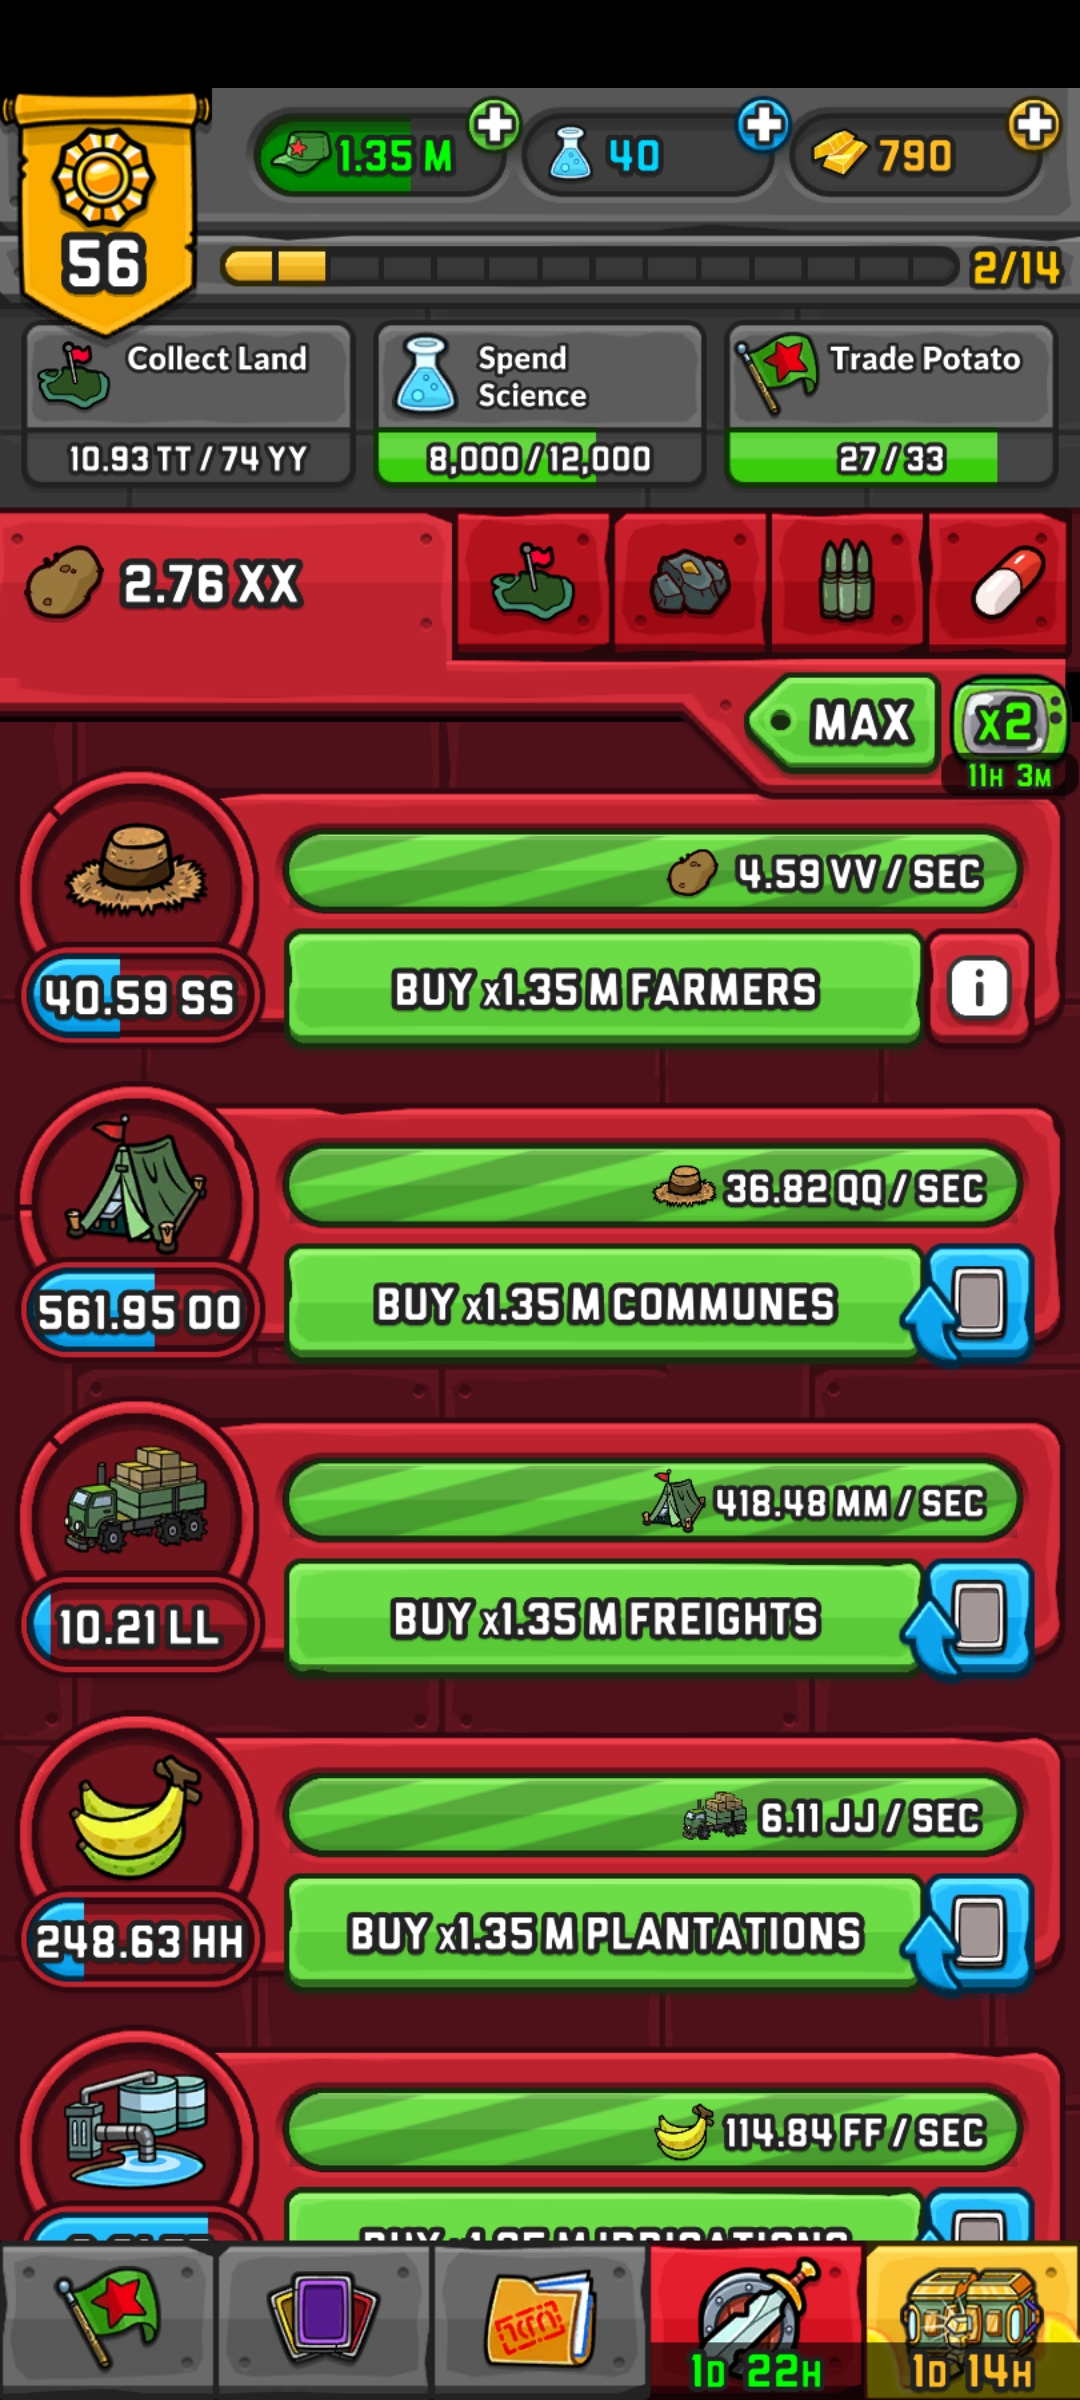 1.35 M
40
790
56
2/14
Collect Land
10.93 TT / 74 YY
Spend
Science
8,000 / 12,000
Trade Potato
27 / 33
2.76 XX
MAX
x2
11H 3M
4.59 VV / SEC
40.59 SS
BUY x1.35 M FARMERS
i
36.82 QQ / SEC
561.95 OO
BUY x1.35 M COMMUNES
418.48 MM / SEC
10.21 LL
BUY x1.35 M FREIGHTS
6.11 JJ / SEC
248.63 HH
BUY x1.35 M PLANTATIONS
114.84 FF / SEC
BUY x1.35 M IRRIGATIONS
1D 22H
1D 14H